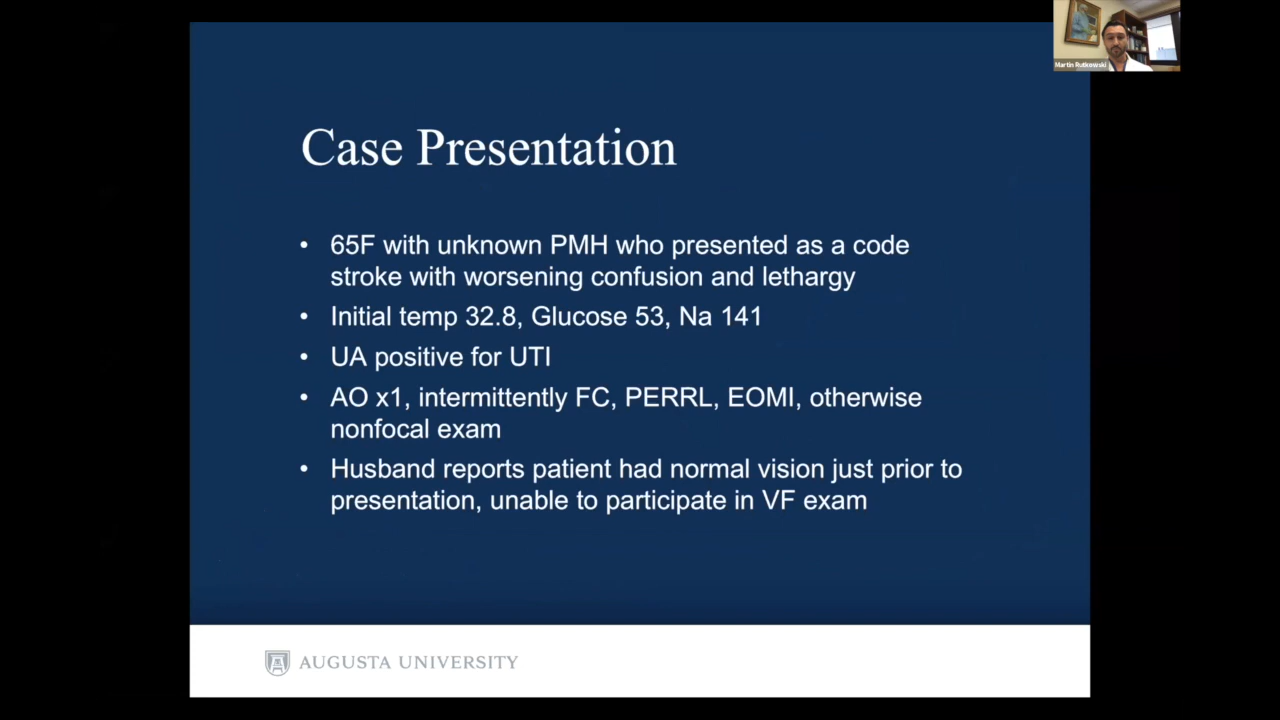 Martin Rutkowski
Case Presentation
• 65F with unknown PMH who presented as a code
stroke with worsening confusion and lethargy
• Initial temp 32.8, Glucose 53, Na 141
• UA positive for UTI
• AO x1, intermittently FC, PERRL, EOMI, otherwise
nonfocal exam
• Husband reports patient had normal vision just prior to
presentation, unable to participate in VF exam
AUGUSTA UNIVERSITY